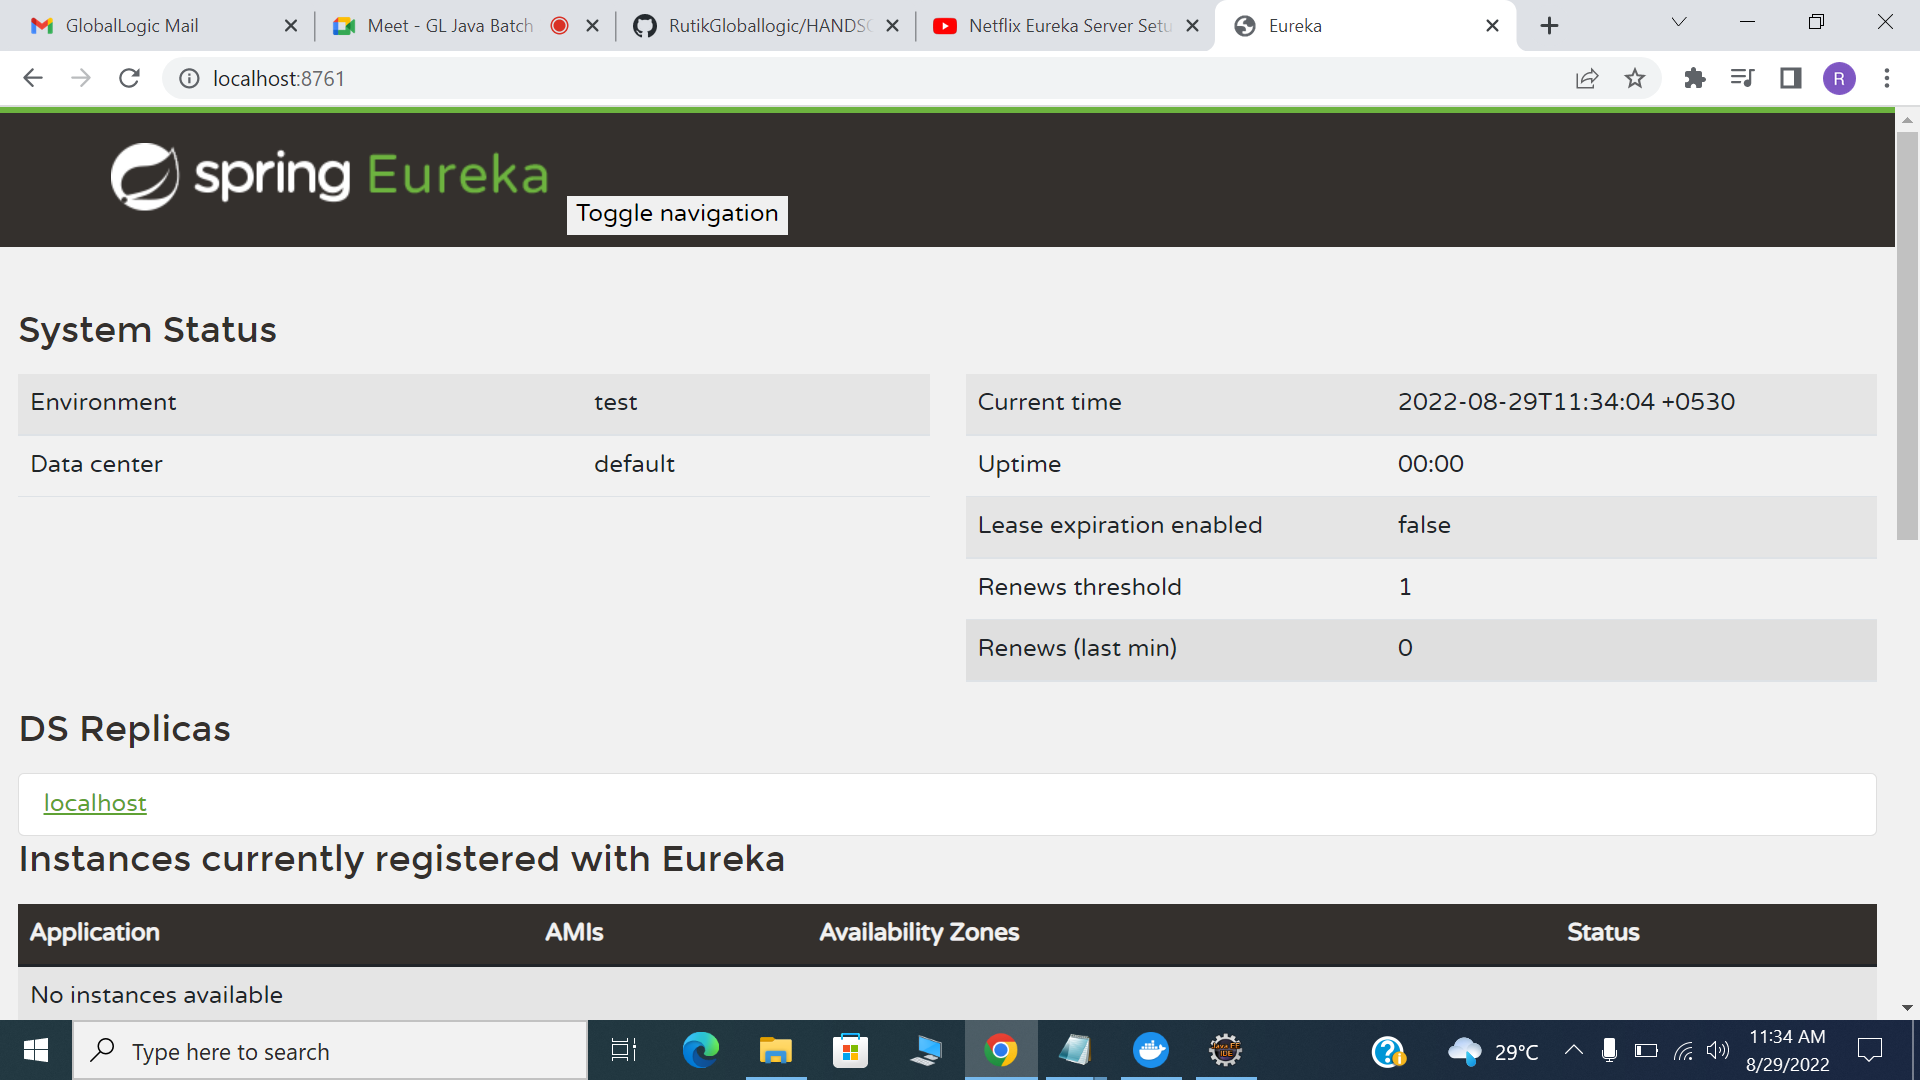 GlobalLogic Mail
Meet - GL Java Batch
RutikGloballogic/HANDS
Netflix Eureka Server Setu
Eureka
localhost:8761
R
spring Eureka
Toggle navigation
System Status
Environment test
Data center default
Current time 2022-08-29T11:34:04 +0530
Uptime 00:00
Lease expiration enabled false
Renews threshold 1
Renews (last min) 0
DS Replicas
localhost
Instances currently registered with Eureka
Application AMIs Availability Zones Status
No instances available
Type here to search
Java EE
IDE
29°C
11:34 AM
8/29/2022